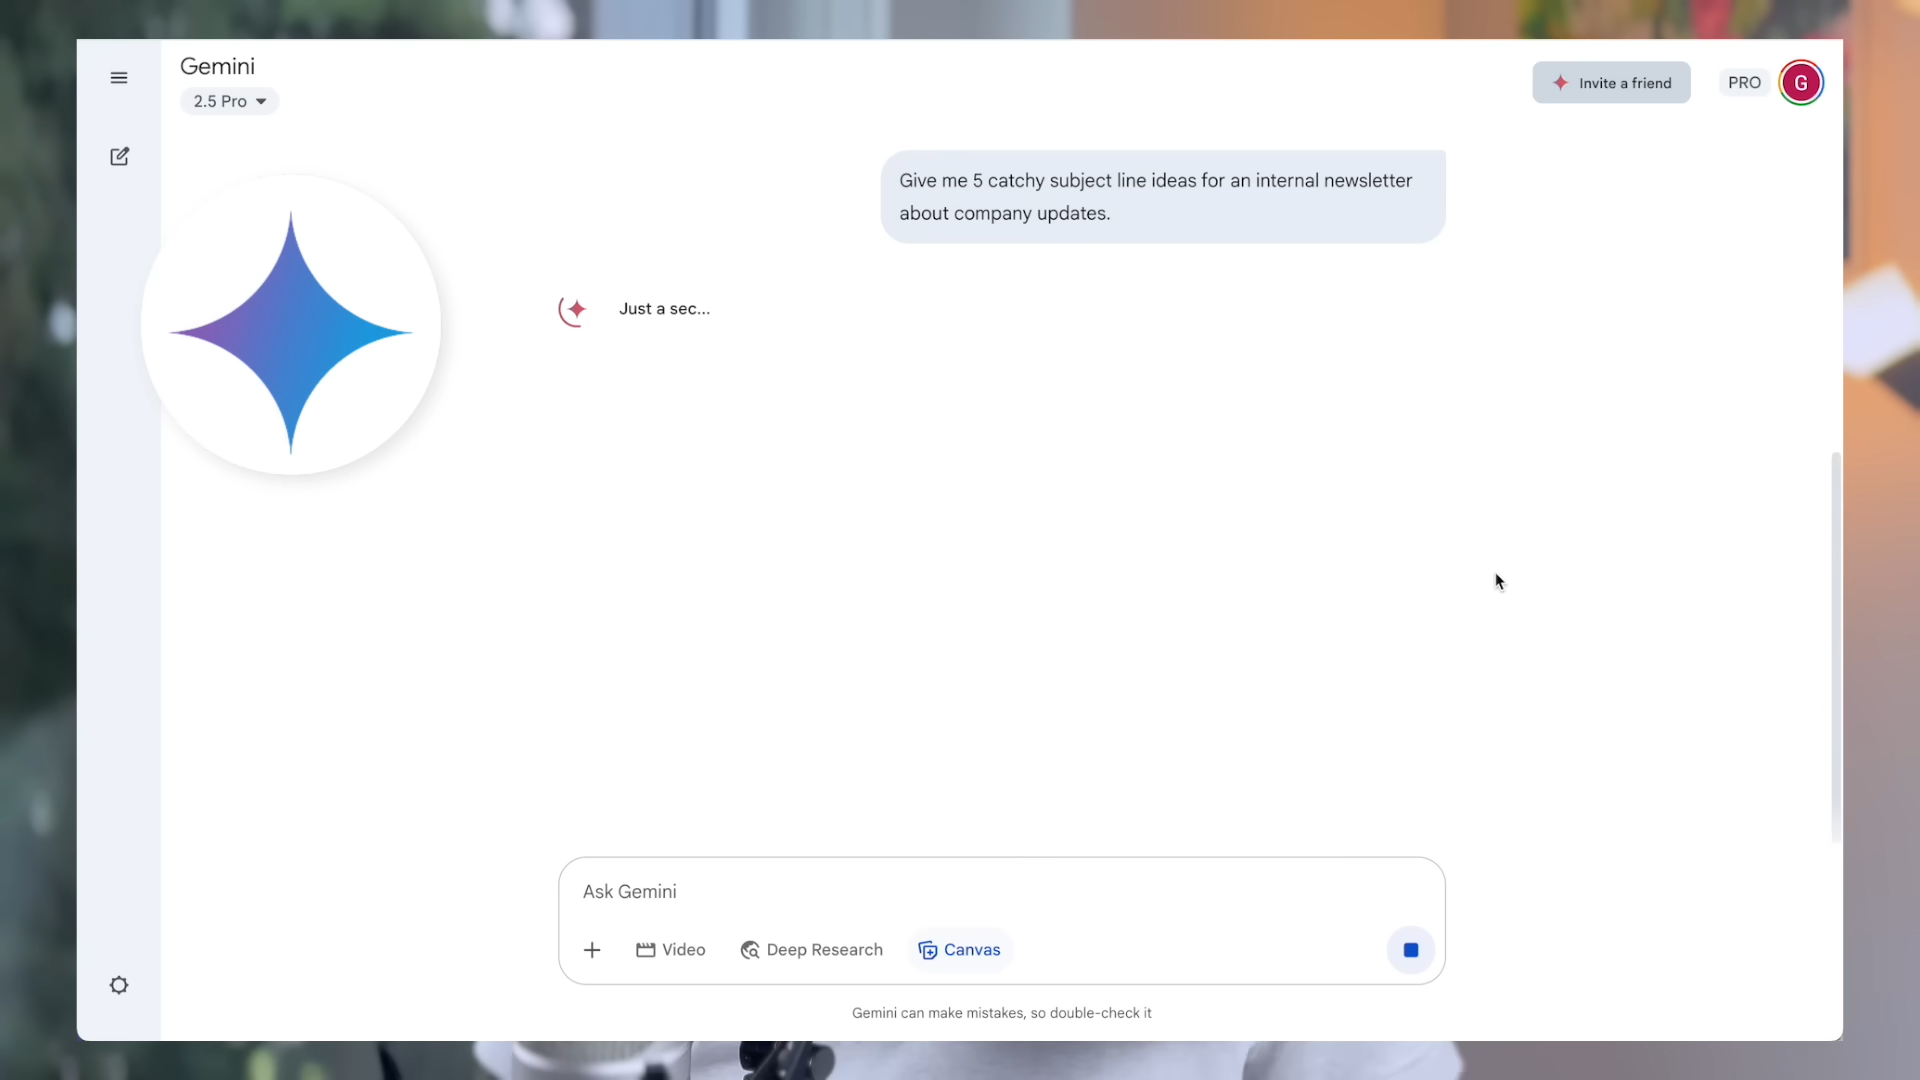 Gemini
2.5 Pro
Invite a friend
PRO
G
Give me 5 catchy subject line ideas for an internal newsletter
about company updates.
Just a sec...
Ask Gemini
Video
Deep Research
Canvas
Gemini can make mistakes, so double-check it